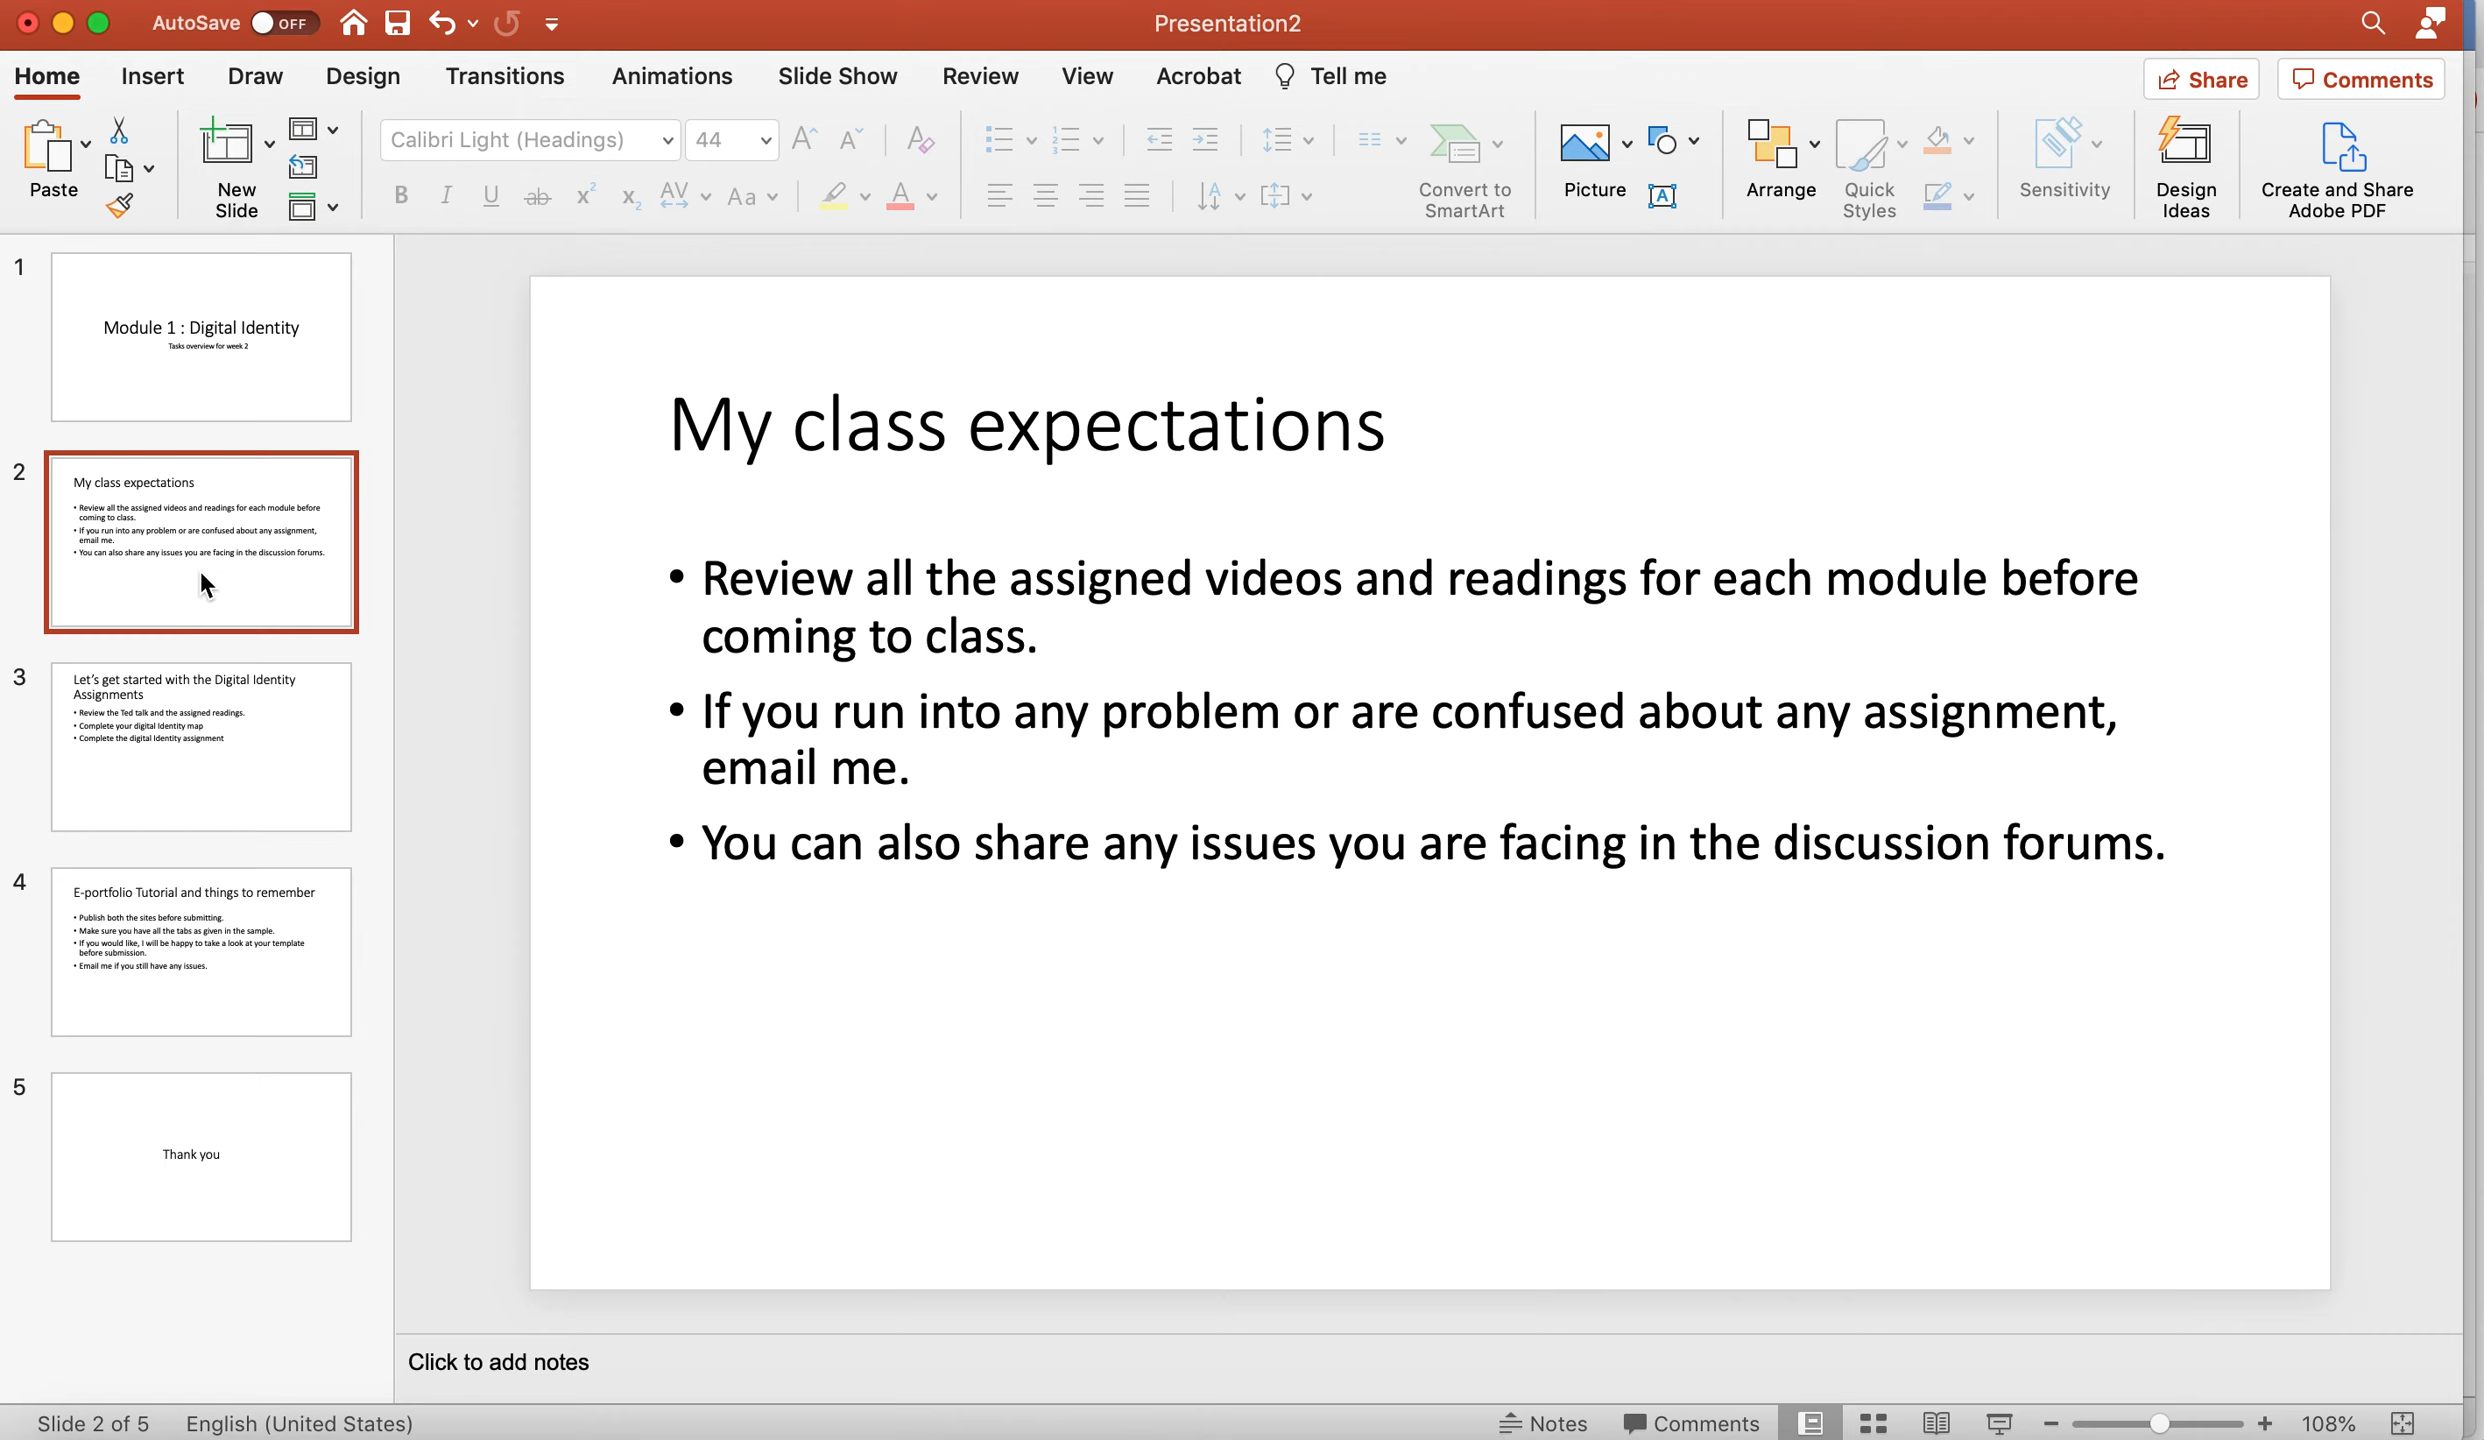 AutoSave OFF
Presentation2
Home Insert Draw Design Transitions Animations Slide Show Review View Acrobat Tell me Share Comments
Paste
New Slide
Calibri Light (Headings) 44
Convert to SmartArt
Picture
Arrange
Quick Styles
Sensitivity
Design Ideas
Create and Share Adobe PDF
1
Module 1 : Digital Identity
Tasks overview for week 2
2
My class expectations
• Review all the assigned videos and readings for each module before
coming to class.
• If you run into any problem or are confused about any assignment,
email me.
• You can also share any issues you are facing in the discussion forums.
3
Let's get started with the Digital Identity
Assignments
• Review the Ted talk and the assigned readings.
• Complete your digital Identity map
• Complete the digital Identity assignment
4
E-portfolio Tutorial and things to remember
• Publish both the sites before submitting.
• Make sure you have all the tabs as given in the sample.
• If you would like, I will be happy to take a look at your template
before submission.
• Email me if you still have any issues.
5
Thank you
My class expectations
• Review all the assigned videos and readings for each module before
coming to class.
• If you run into any problem or are confused about any assignment,
email me.
• You can also share any issues you are facing in the discussion forums.
Click to add notes
Slide 2 of 5 English (United States) Notes Comments 108%